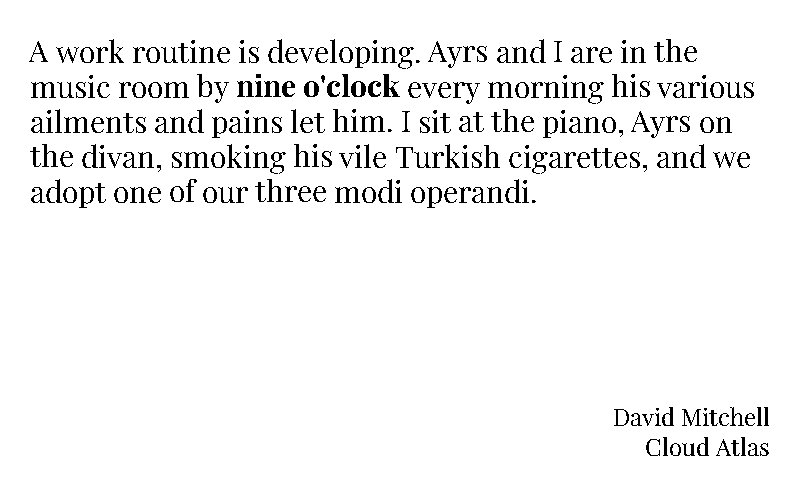 A work routine is developing. Ayrs and I are in the
music room by nine o'clock every morning his various
ailments and pains let him. I sit at the piano, Ayrs on
the divan, smoking his vile Turkish cigarettes, and we
adopt one of our three modi operandi.
David Mitchell
Cloud Atlas